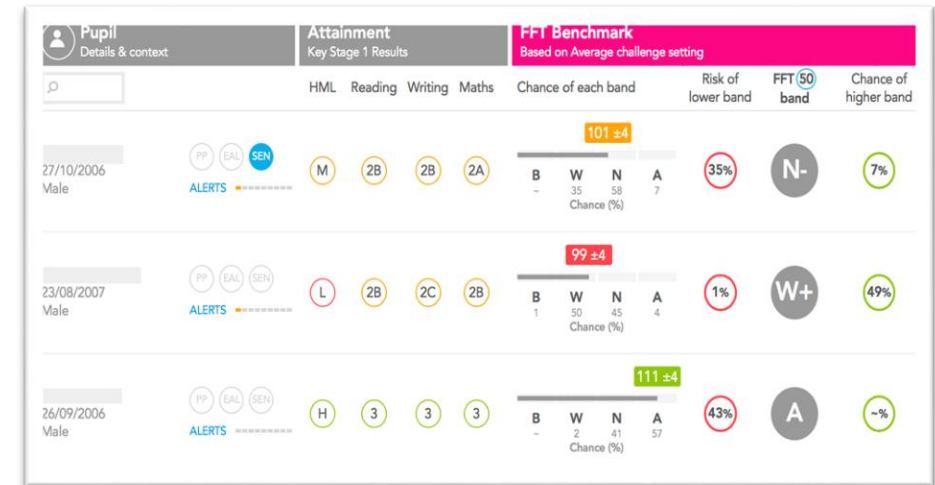 Pupil
Details & context
Attainment
Key Stage 1 Results
FFT Benchmark
Based on Average challenge setting
HML Reading Writing Maths Chance of each band Risk of lower band FFT 50 band Chance of higher band
101 ±4
27/10/2006
Male
PP EAL SEN
ALERTS
M 2B 2B 2A
B W N A
~ 35 58 7
Chance (%)
35% N- 7%
99 ±4
23/08/2007
Male
PP EAL SEN
ALERTS
L 2B 2C 2B
B W N A
1 50 45 4
Chance (%)
1% W+ 49%
111 ±4
26/09/2006
Male
PP EAL SEN
ALERTS
H 3 3 3
B W N A
~ 2 41 57
Chance (%)
43% A ~%